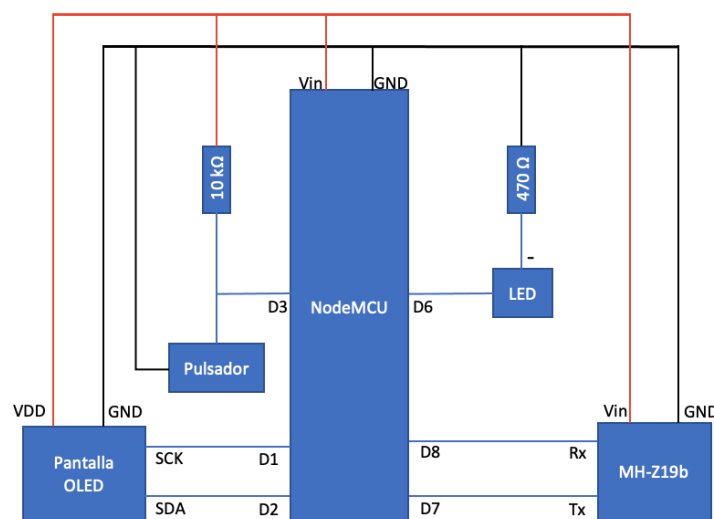 Vin
GND
10 kΩ
470 Ω
-
LED
D3
NodeMCU
D6
Pulsador
VDD
GND
Vin
GND
Pantalla
OLED
SCK
D1
D8
Rx
MH-Z19b
SDA
D2
D7
Tx